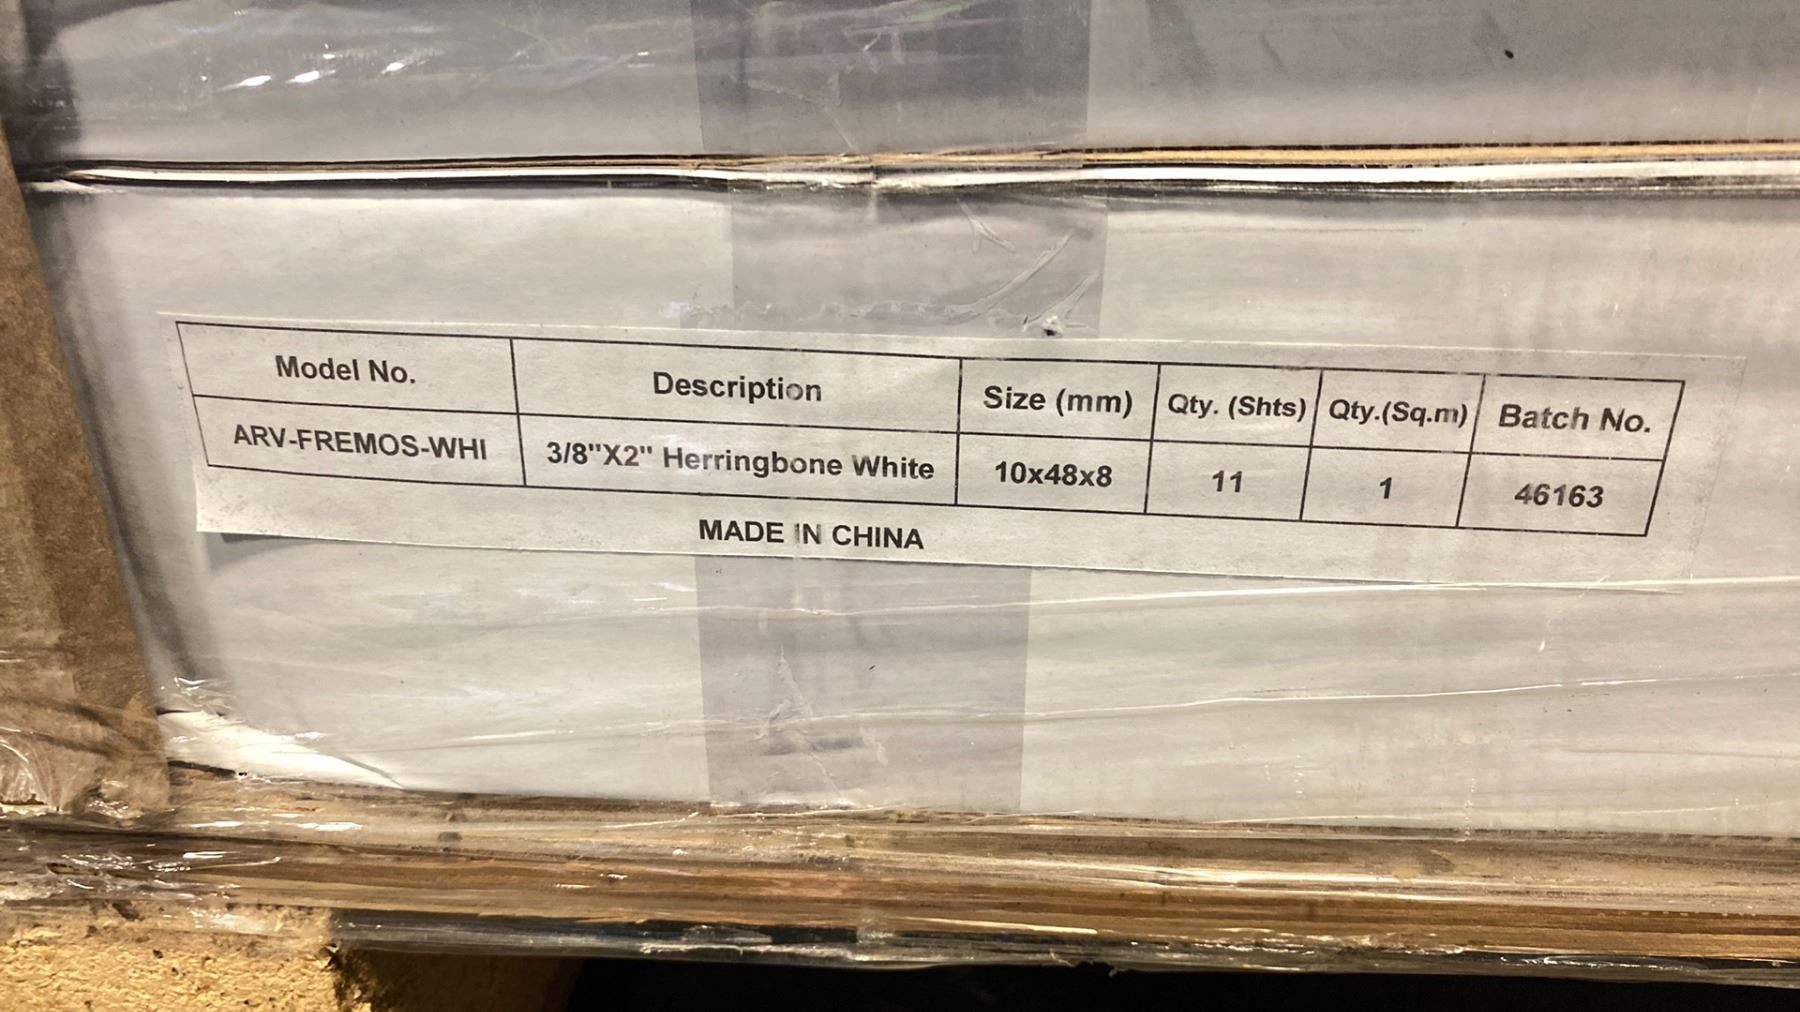 Model No. Description Size (mm) Qty. (Shts) Qty.(Sq.m) Batch No.
ARV-FREMOS-WHI 3/8"X2" Herringbone White 10x48x8 11 1 46163
MADE IN CHINA